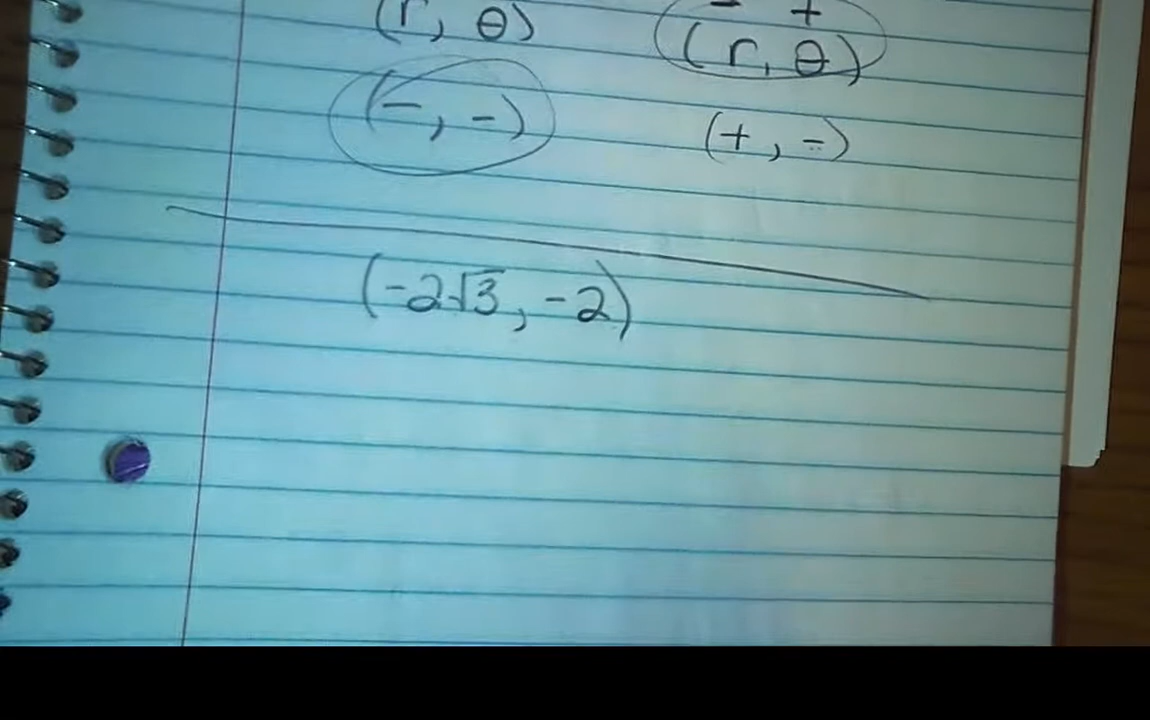 - +
(r, θ) (r, θ)
(-, -) (+, -)
(-2√3, -2)